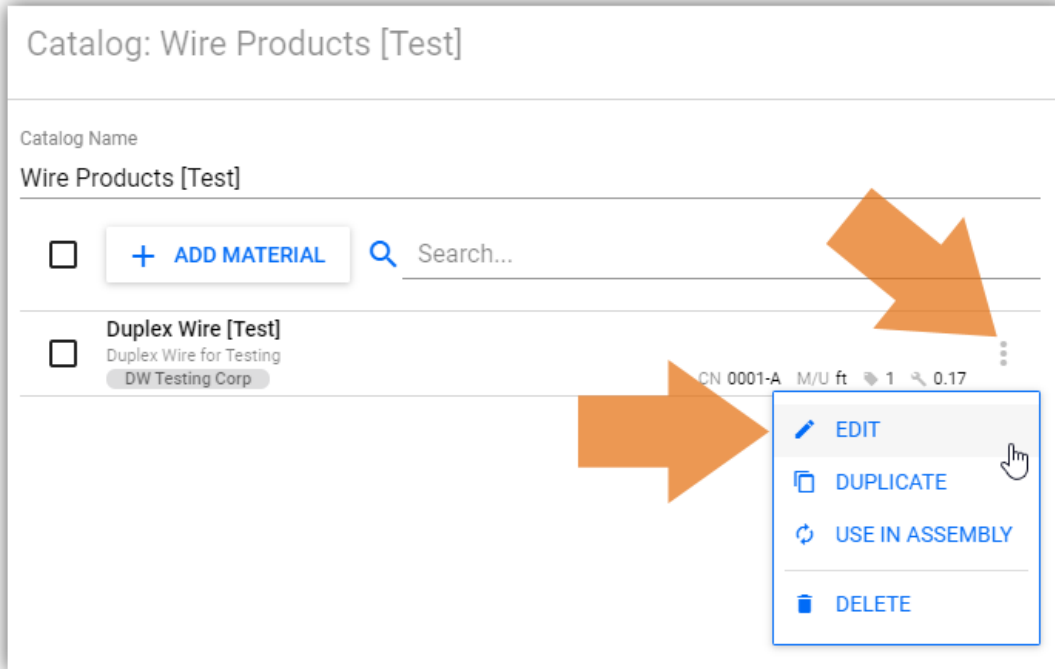 Catalog: Wire Products [Test]
Catalog Name
Wire Products [Test]
ADD MATERIAL
Search...
Duplex Wire [Test]
Duplex Wire for Testing
DW Testing Corp
CN 0001-A M/U ft 1 0.17
EDIT
DUPLICATE
USE IN ASSEMBLY
DELETE